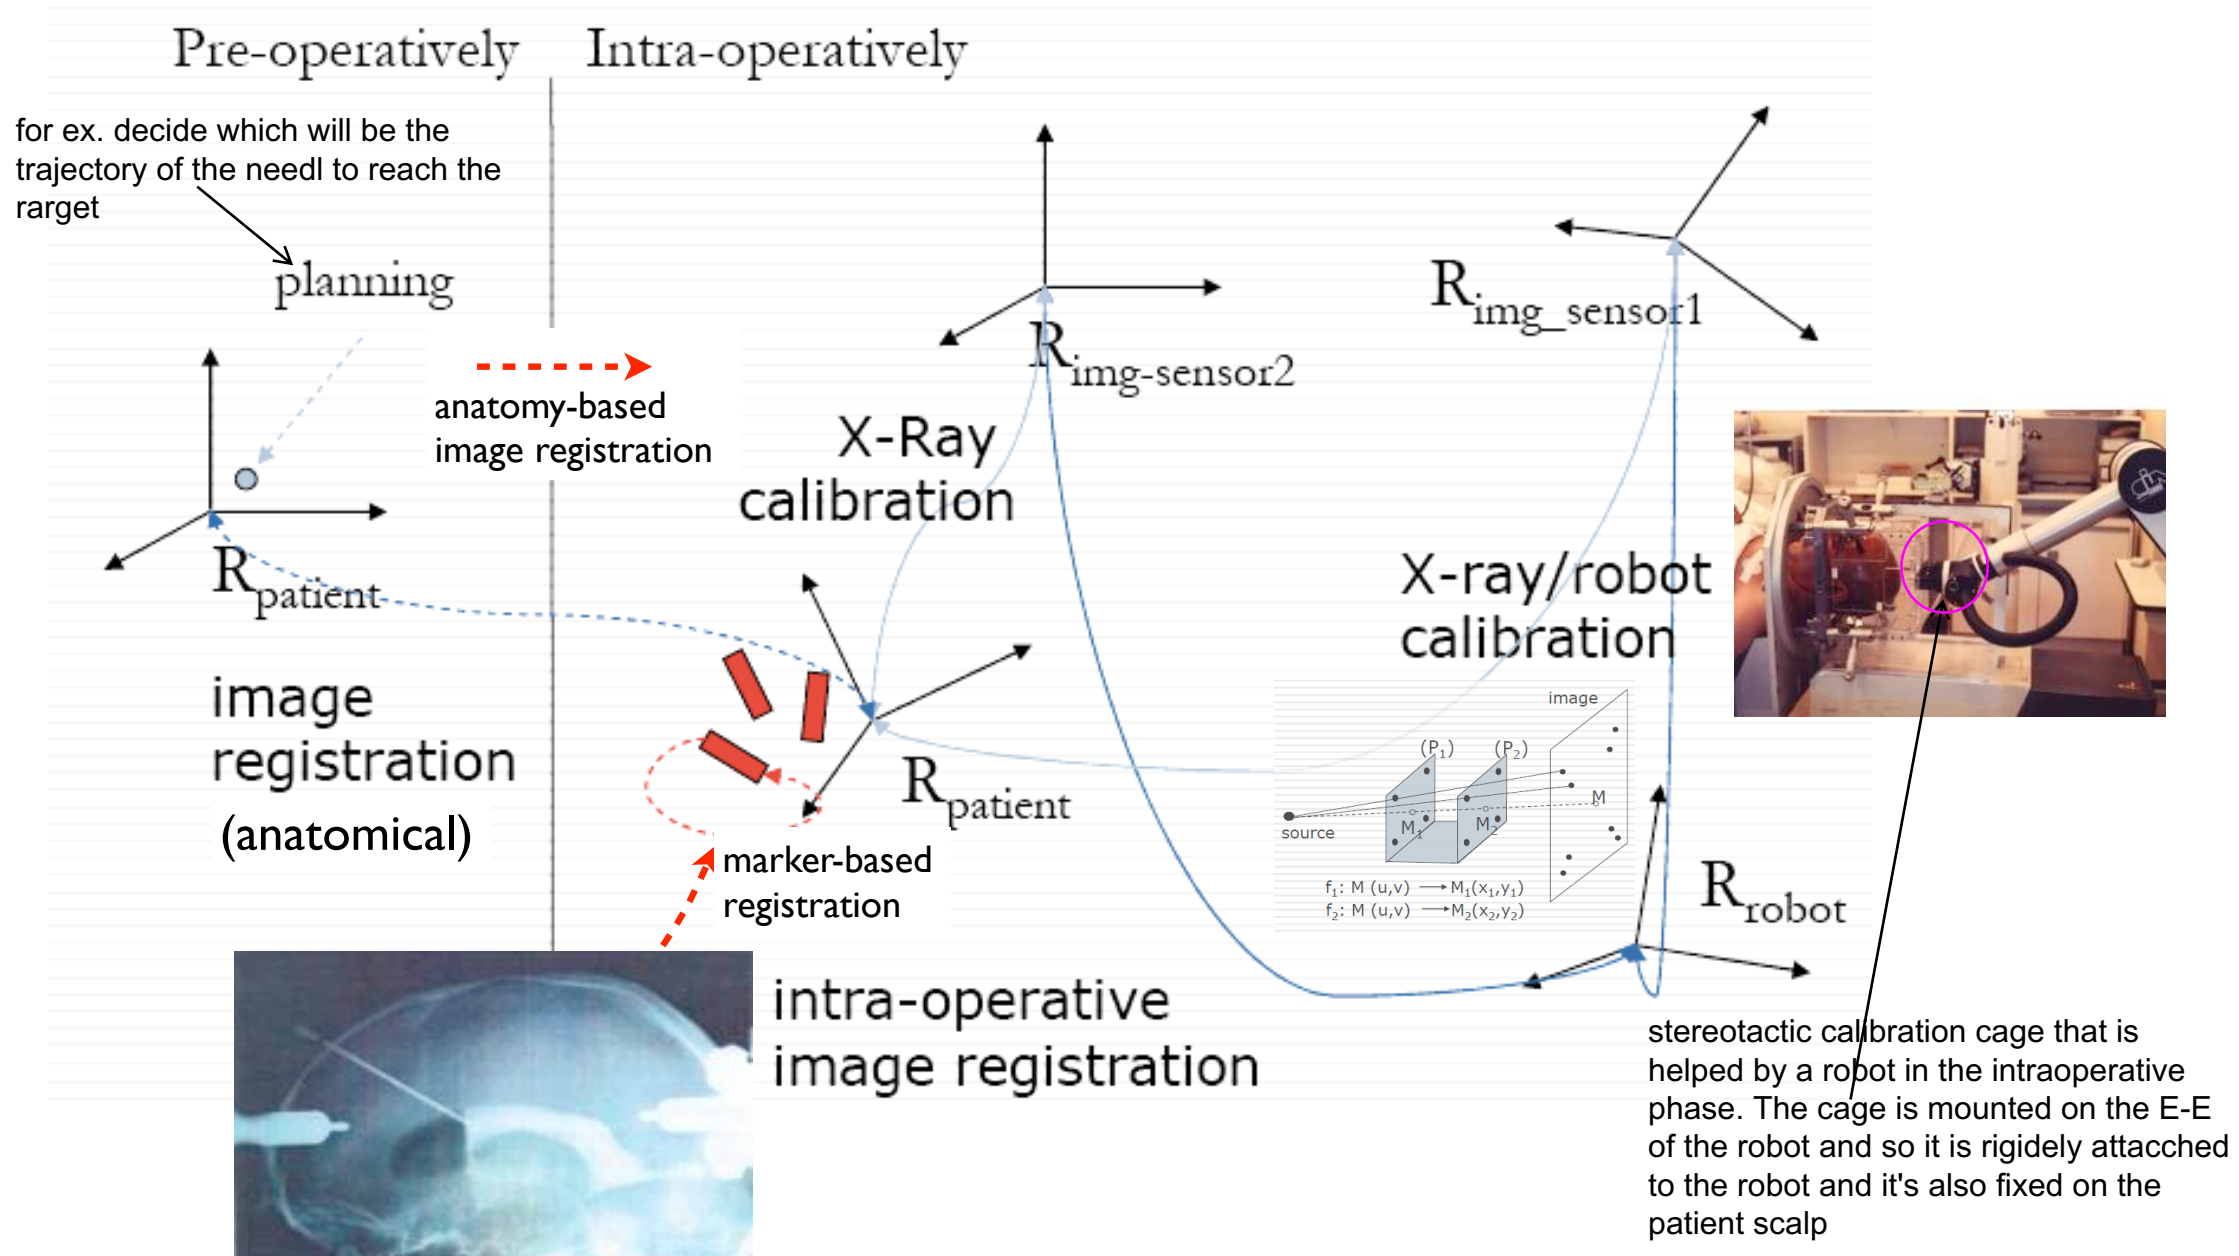 Pre-operatively
Intra-operatively
for ex. decide which will be the
trajectory of the needl to reach the
rarget
planning
anatomy-based
image registration
R img-sensor2
R img_sensor1
X-Ray
calibration
R patient
X-ray/robot
calibration
image
registration
(anatomical)
R patient
marker-based
registration
image
(P1) (P2)
M
source
M1 M2
f1: M (u,v) → M1(x1,y1)
f2: M (u,v) → M2(x2,y2)
R robot
intra-operative
image registration
stereotactic calibration cage that is
helped by a robot in the intraoperative
phase. The cage is mounted on the E-E
of the robot and so it is rigidely attacched
to the robot and it's also fixed on the
patient scalp